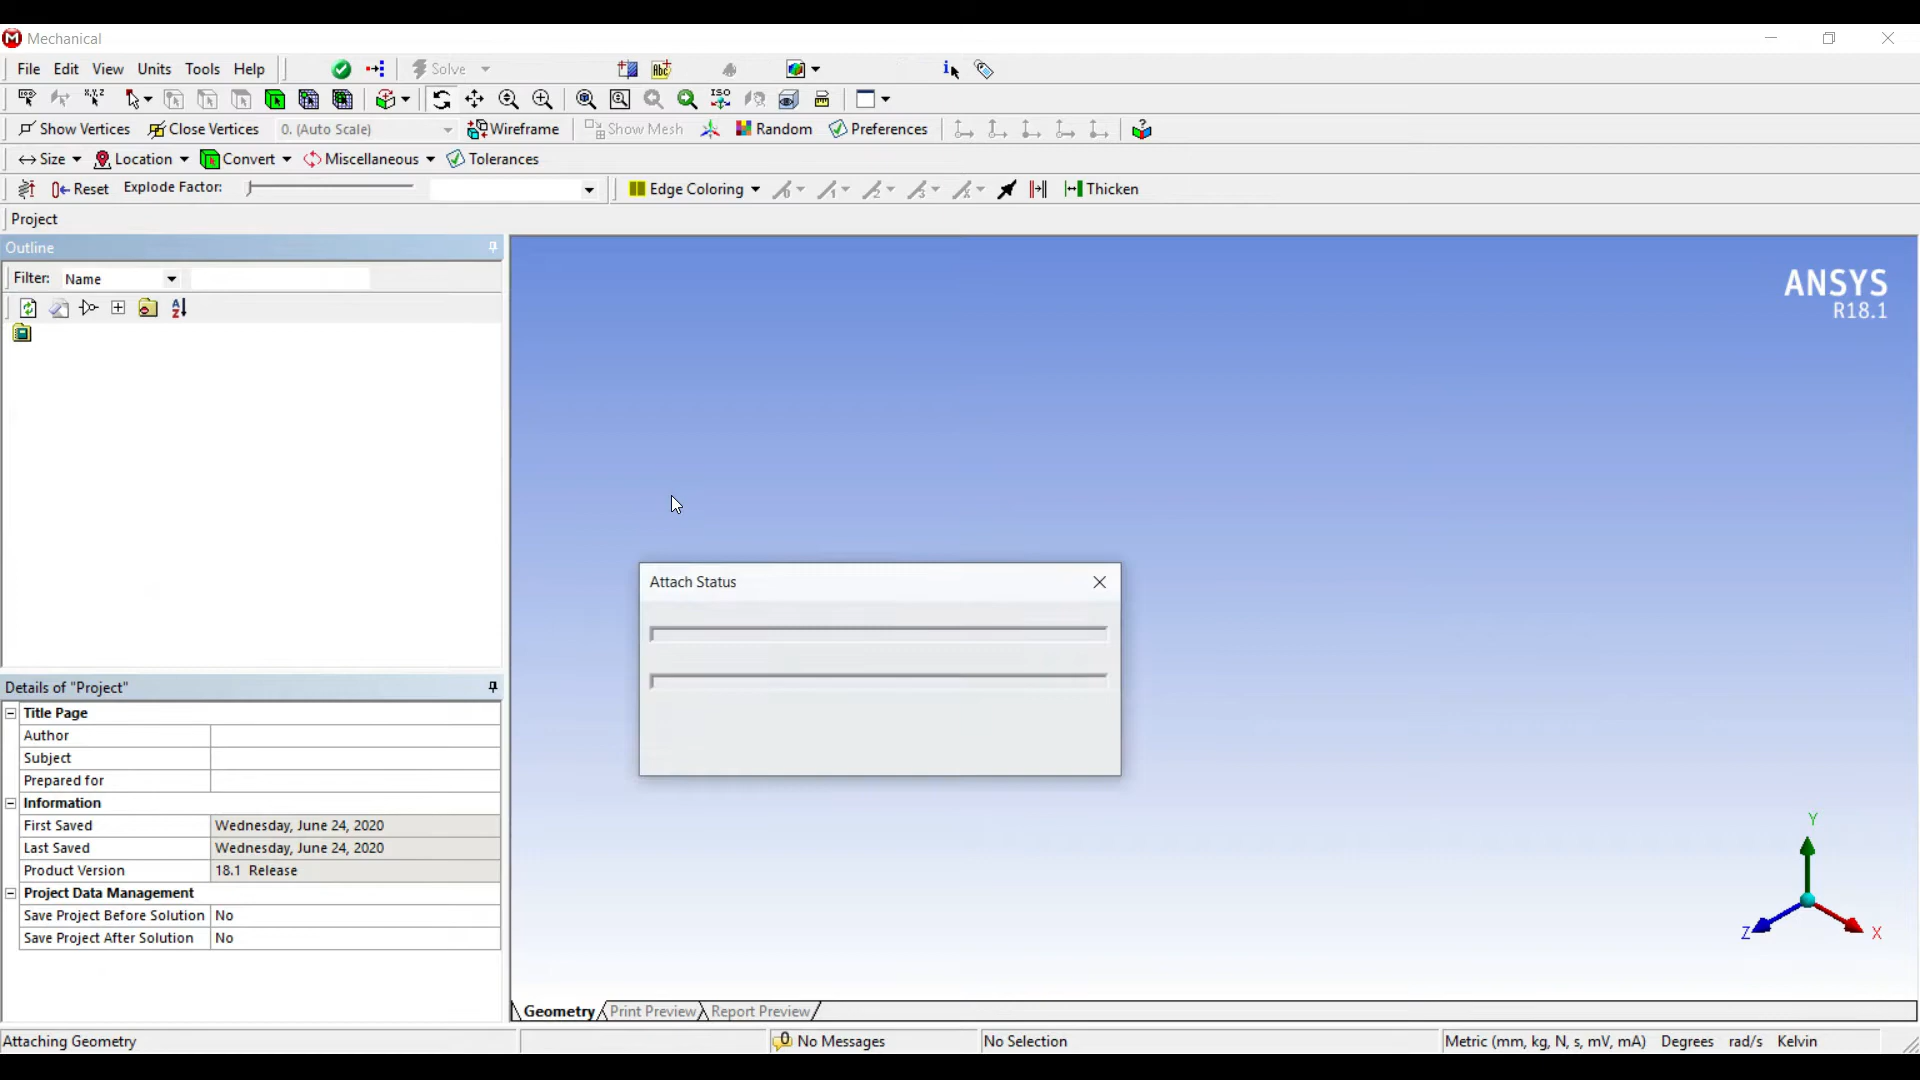 Mechanical
File Edit View Units Tools Help Solve
Show Vertices Close Vertices 0. (Auto Scale) Wireframe Show Mesh Random Preferences
Size Location Convert Miscellaneous Tolerances
Reset Explode Factor: Edge Coloring Thicken
Project
Outline
Filter: Name
ANSYS
R18.1
Attach Status
Details of "Project"
Title Page
Author
Subject
Prepared for
Information
First Saved Wednesday, June 24, 2020
Last Saved Wednesday, June 24, 2020
Product Version 18.1 Release
Project Data Management
Save Project Before Solution No
Save Project After Solution No
Y
Z X
Geometry Print Preview Report Preview
Attaching Geometry 0 No Messages No Selection Metric (mm, kg, N, s, mV, mA) Degrees rad/s Kelvin